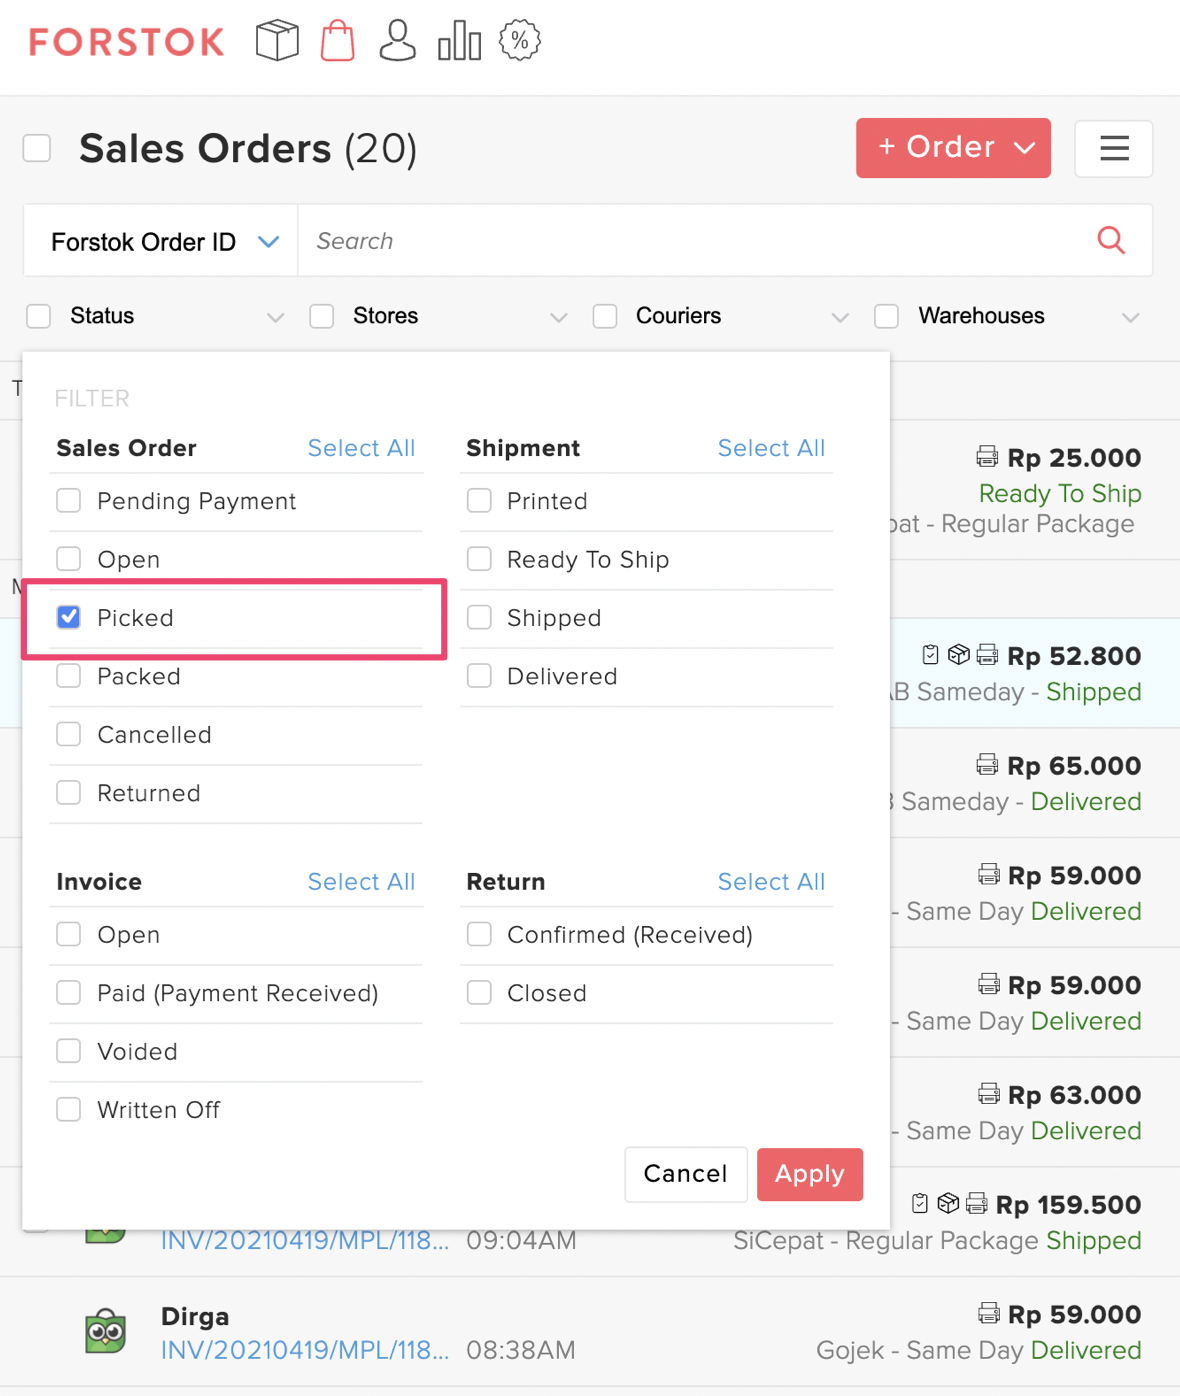 FORSTOK
%
Sales Orders (20)
+ Order
Forstok Order ID
Search
Status
Stores
Couriers
Warehouses
T
FILTER
Sales Order
Select All
Shipment
Select All
Pending Payment
Printed
Open
Ready To Ship
Picked
Shipped
Packed
Delivered
Cancelled
Returned
Invoice
Select All
Return
Select All
Open
Confirmed (Received)
Paid (Payment Received)
Closed
Voided
Written Off
Cancel
Apply
Rp 25.000
Ready To Ship
- Regular Package
M
Rp 52.800
Sameday - Shipped
Rp 65.000
Sameday - Delivered
Rp 59.000
- Same Day Delivered
Rp 59.000
- Same Day Delivered
Rp 63.000
- Same Day Delivered
Rp 159.500
INV/20210419/MPL/118... 09:04AM
SiCepat - Regular Package Shipped
Dirga
Rp 59.000
INV/20210419/MPL/118... 08:38AM
Gojek - Same Day Delivered